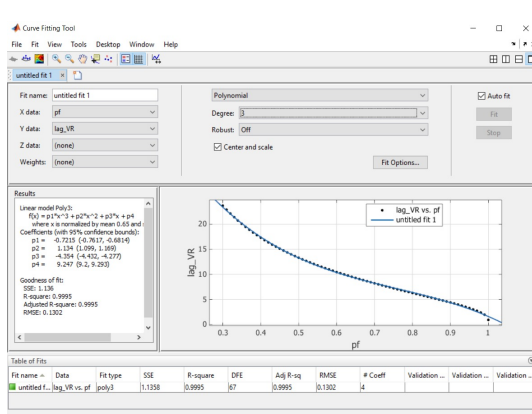 Curve Fitting Tool
File Fit View Tools Desktop Window Help
untitled fit 1
Fit name: untitled fit 1
X data: pf
Y data: lag_VR
Z data: (none)
Weights: (none)
Polynomial
Degree: 3
Robust: Off
Center and scale
Fit Options...
Auto fit
Fit
Stop
Results
Linear model Poly3:
f(x) = p1*x^3 + p2*x^2 + p3*x + p4
where x is normalized by mean 0.65 and
Coefficients (with 95% confidence bounds):
p1 = -0.7215 (-0.7617, -0.6814)
p2 = 1.134 (1.099, 1.169)
p3 = -4.354 (-4.432, -4.277)
p4 = 9.247 (9.2, 9.293)
Goodness of fit:
SSE: 1.136
R-square: 0.9995
Adjusted R-square: 0.9995
RMSE: 0.1302
lag_VR vs. pf
untitled fit 1
20
15
10
5
0
lag_VR
0.3 0.4 0.5 0.6 0.7 0.8 0.9 1
pf
Table of Fits
Fit name Data Fit type SSE R-square DFE Adj R-sq RMSE # Coeff Validation ... Validation ... Validation ...
untitled f... lag_VR vs. pf poly3 1.1358 0.9995 67 0.9995 0.1302 4